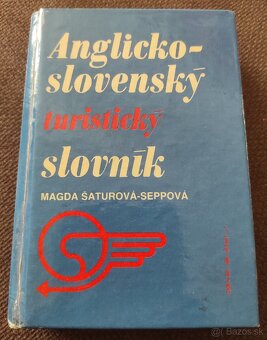 Anglicko-
slovenský
turistický
slovník
MAGDA ŠATUROVÁ-SEPPOVÁ
bazos.sk